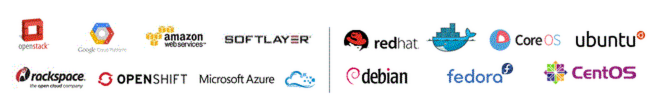 openstack
Google Cloud Platform
amazon
web services™
SOFTLAYER®
redhat
CoreOS
ubuntu®
rackspace.
the open cloud company
OPENSHIFT
Microsoft Azure
debian
fedora
CentOS